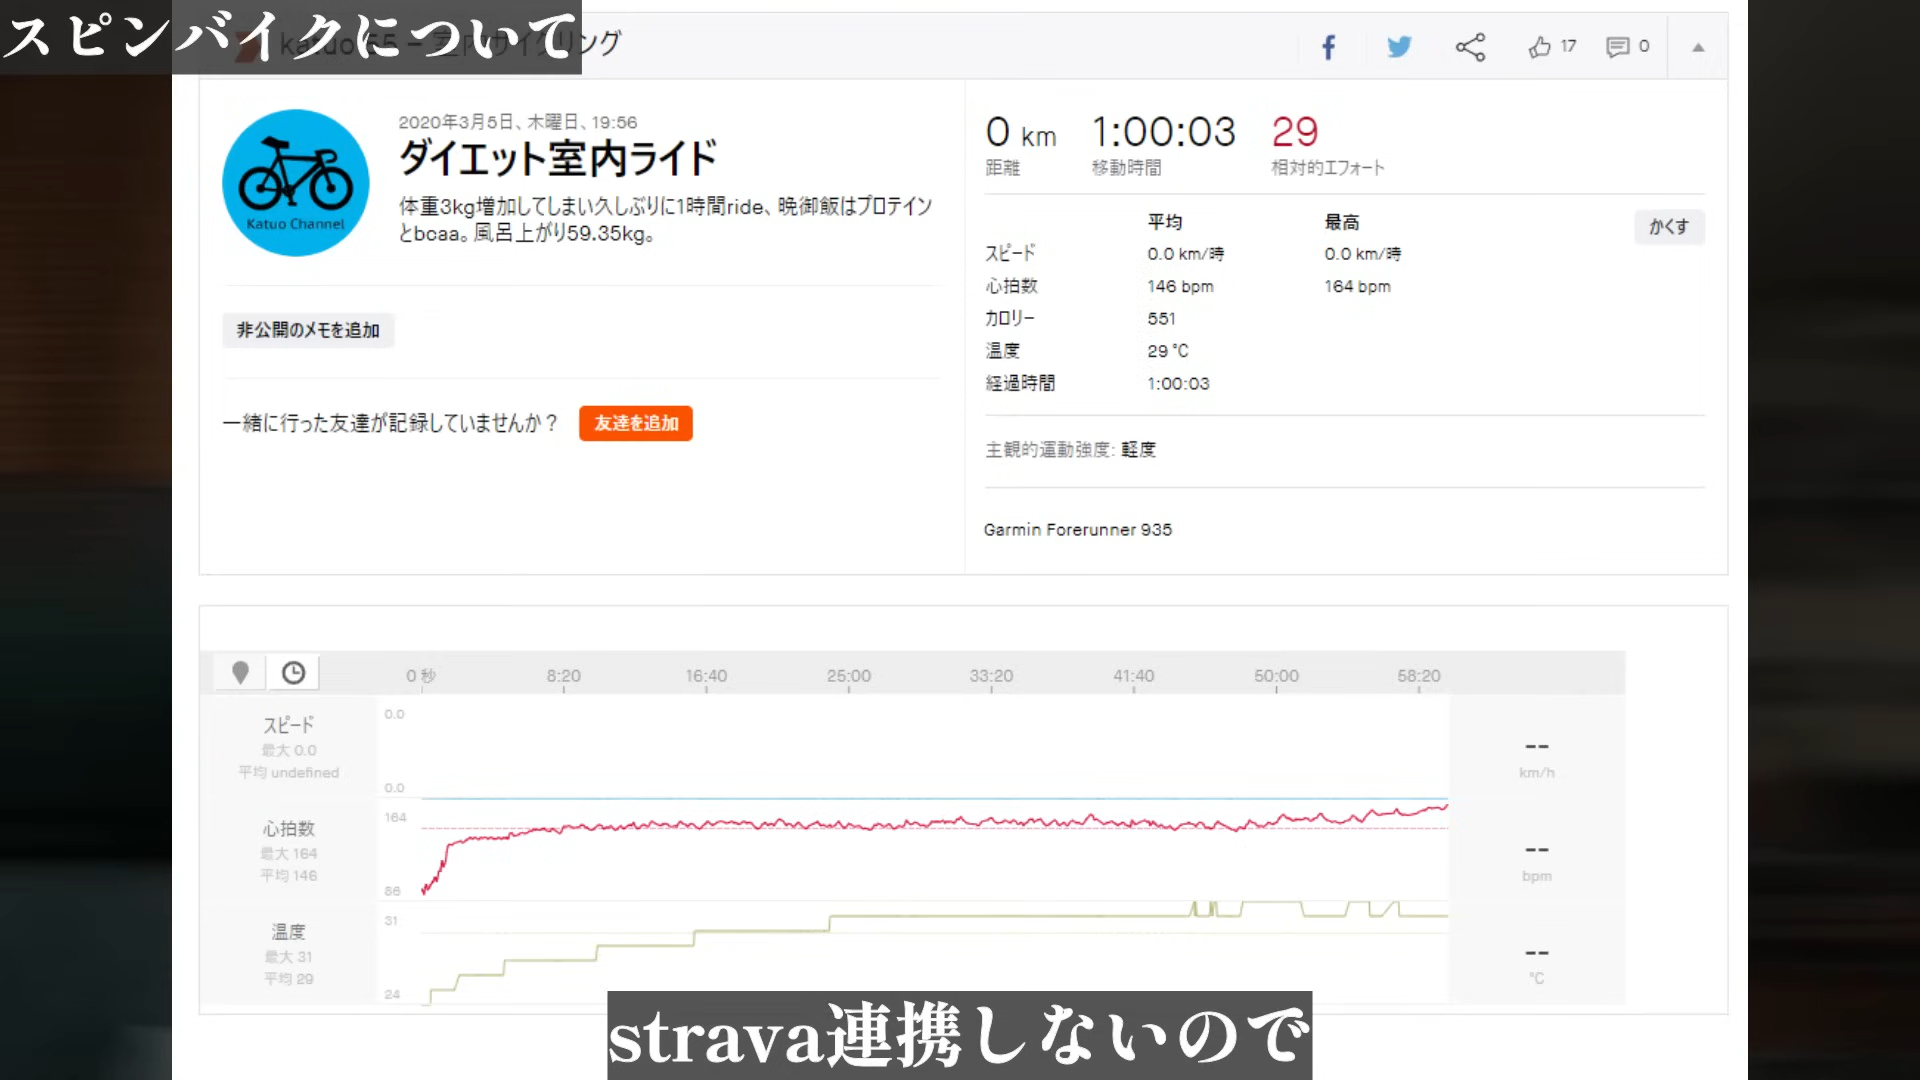 スピンバイクについて
katuo 55 – 室内サイクリング
17
0
2020年3月5日、木曜日、19:56
ダイエット室内ライド
体重3kg増加してしまい久しぶりに1時間ride、晩御飯はプロテイン
とbcaa。風呂上がり59.35kg。
Katuo Channel
非公開のメモを追加
一緒に行った友達が記録していませんか？
友達を追加
0 km 1:00:03 29
距離 移動時間 相対的エフォート
平均 最高
かくす
スピード 0.0 km/時 0.0 km/時
心拍数 146 bpm 164 bpm
カロリー 551
温度 29 ℃
経過時間 1:00:03
主観的運動強度: 軽度
Garmin Forerunner 935
0 秒 8:20 16:40 25:00 33:20 41:40 50:00 58:20
スピード
最大 0.0
平均 undefined
0.0
0.0
--
km/h
心拍数
最大 164
平均 146
164
86
--
bpm
温度
最大 31
平均 29
31
24
--
℃
strava連携しないので